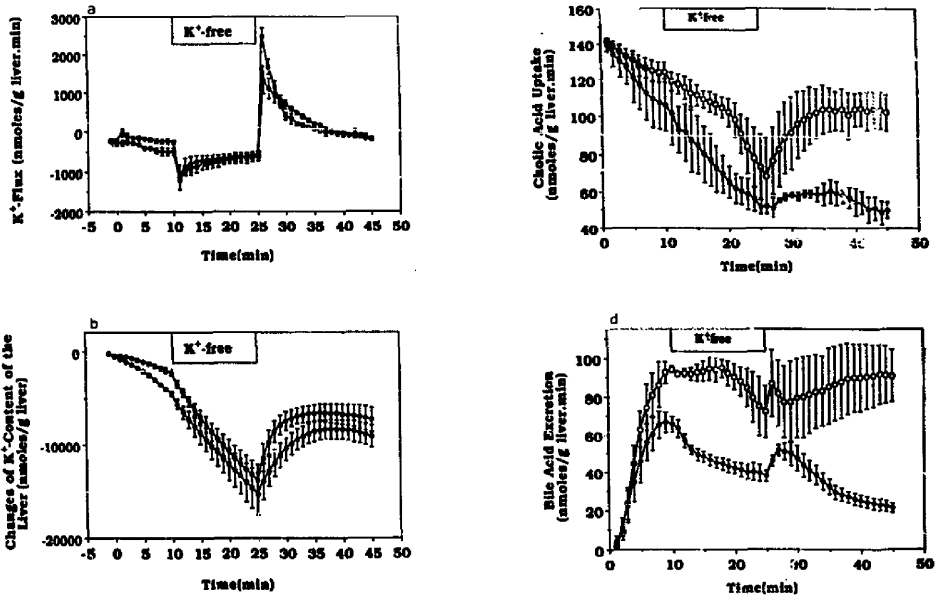 a
K⁺-free
K⁺-Flux (nmoles/g liver.min)
3000
2000
1000
0
-1000
-2000
-5 0 5 10 15 20 25 30 35 40 45 50
Time(min)
K⁺free
Cholic Acid Uptake
(nmoles/g liver.min)
160
140
120
100
80
60
40
0 10 20 30 50
Time(min)
b
K⁺-free
Changes of K⁺-Content of the
Liver (nmoles/g liver)
0
-10000
-20000
-5 0 5 10 15 20 25 30 35 40 45 50
Time(min)
d
K⁺free
Bile Acid Excretion
(nmoles/g liver.min)
100
80
60
40
20
0
0 10 20 40 50
Time(min)